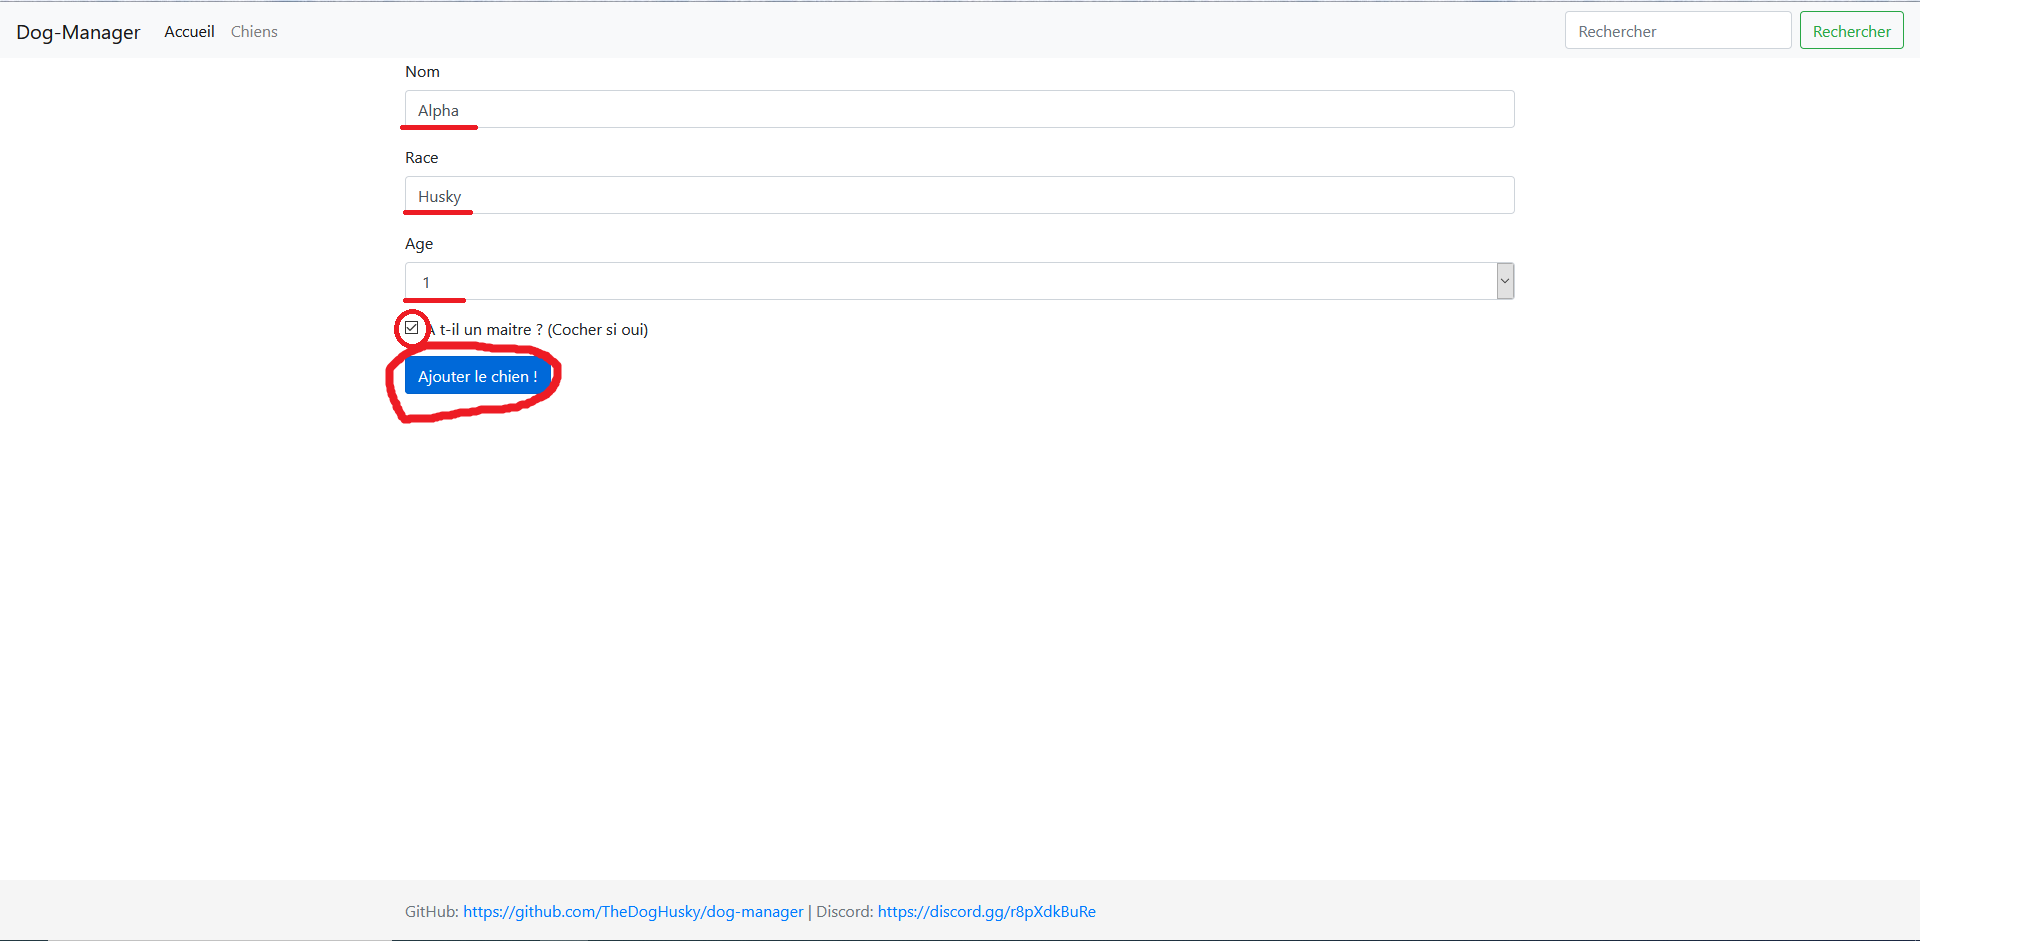 Dog-Manager Accueil Chiens Rechercher Rechercher
Nom
Alpha
Race
Husky
Age
1
A t-il un maitre ? (Cocher si oui)
Ajouter le chien !
GitHub: https://github.com/TheDogHusky/dog-manager | Discord: https://discord.gg/r8pXdkBuRe